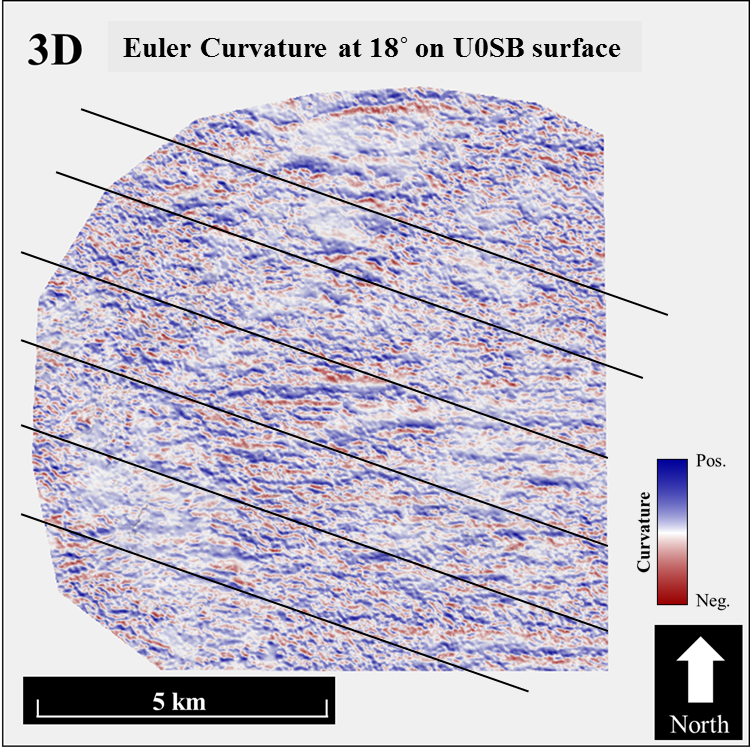 3D
Euler Curvature at 18° on U0SB surface
Pos.
Curvature
Neg.
5 km
North